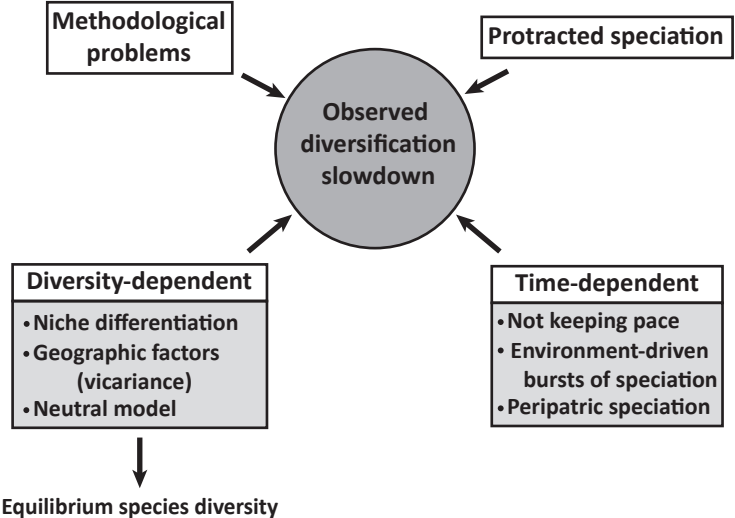 Methodological
problems
Protracted speciation
Observed
diversification
slowdown
Diversity-dependent
• Niche differentiation
• Geographic factors
(vicariance)
• Neutral model
Time-dependent
• Not keeping pace
• Environment-driven
bursts of speciation
• Peripatric speciation
Equilibrium species diversity